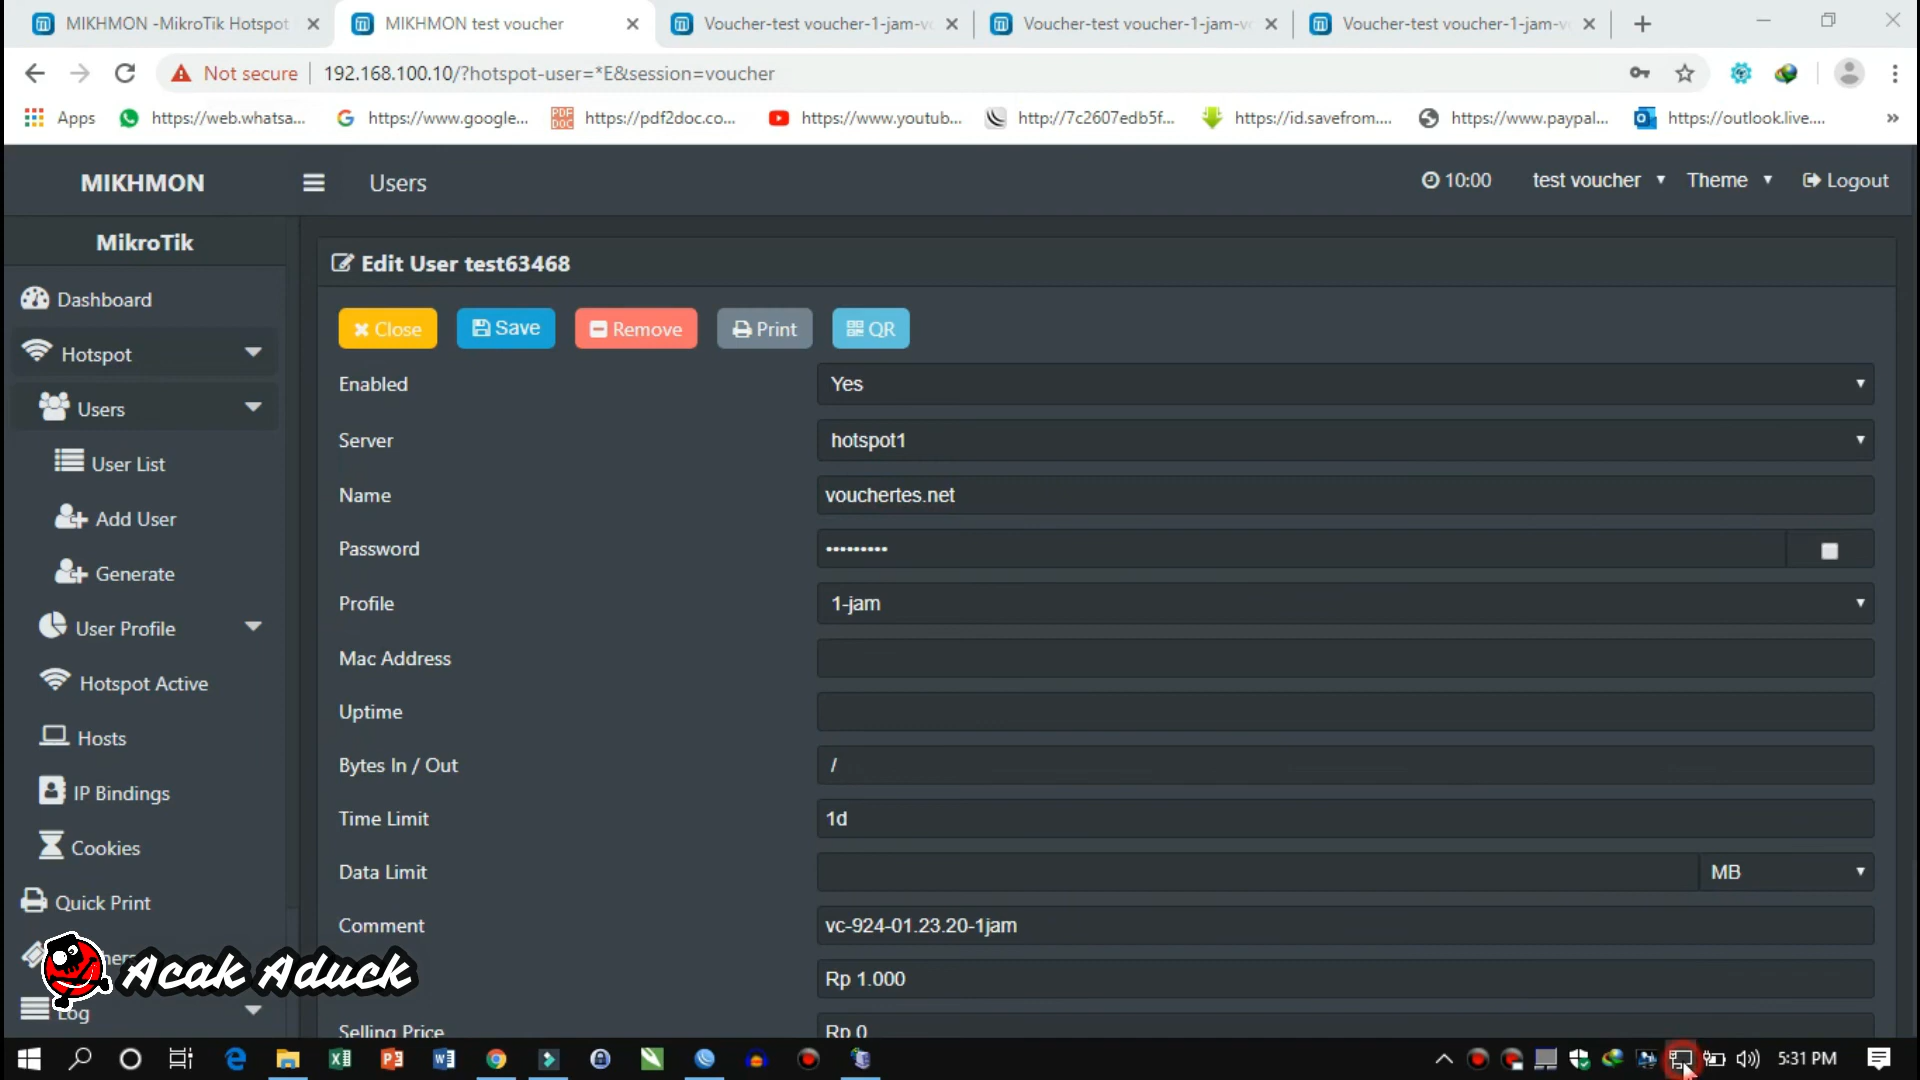 MIKHMON -MikroTik Hotspot
MIKHMON test voucher
Voucher-test voucher-1-jam-vo
Voucher-test voucher-1-jam-vo
Voucher-test voucher-1-jam-vo
Not secure
192.168.100.10/?hotspot-user=*E&session=voucher
Apps
https://web.whatsa...
https://www.google...
PDF DOC
https://pdf2doc.co...
https://www.youtub...
http://7c2607edb5f...
https://id.savefrom....
https://www.paypal...
https://outlook.live....
MIKHMON
Users
10:00
test voucher
Theme
Logout
MikroTik
Dashboard
Hotspot
Users
User List
Add User
Generate
User Profile
Hotspot Active
Hosts
IP Bindings
Cookies
Quick Print
Log
Acak Aduck
Edit User test63468
Close
Save
Remove
Print
QR
Enabled
Yes
Server
hotspot1
Name
vouchertes.net
Password
•••••••••
Profile
1-jam
Mac Address
Uptime
Bytes In / Out
/
Time Limit
1d
Data Limit
MB
Comment
vc-924-01.23.20-1jam
Rp 1.000
Selling Price
Rp 0
5:31 PM